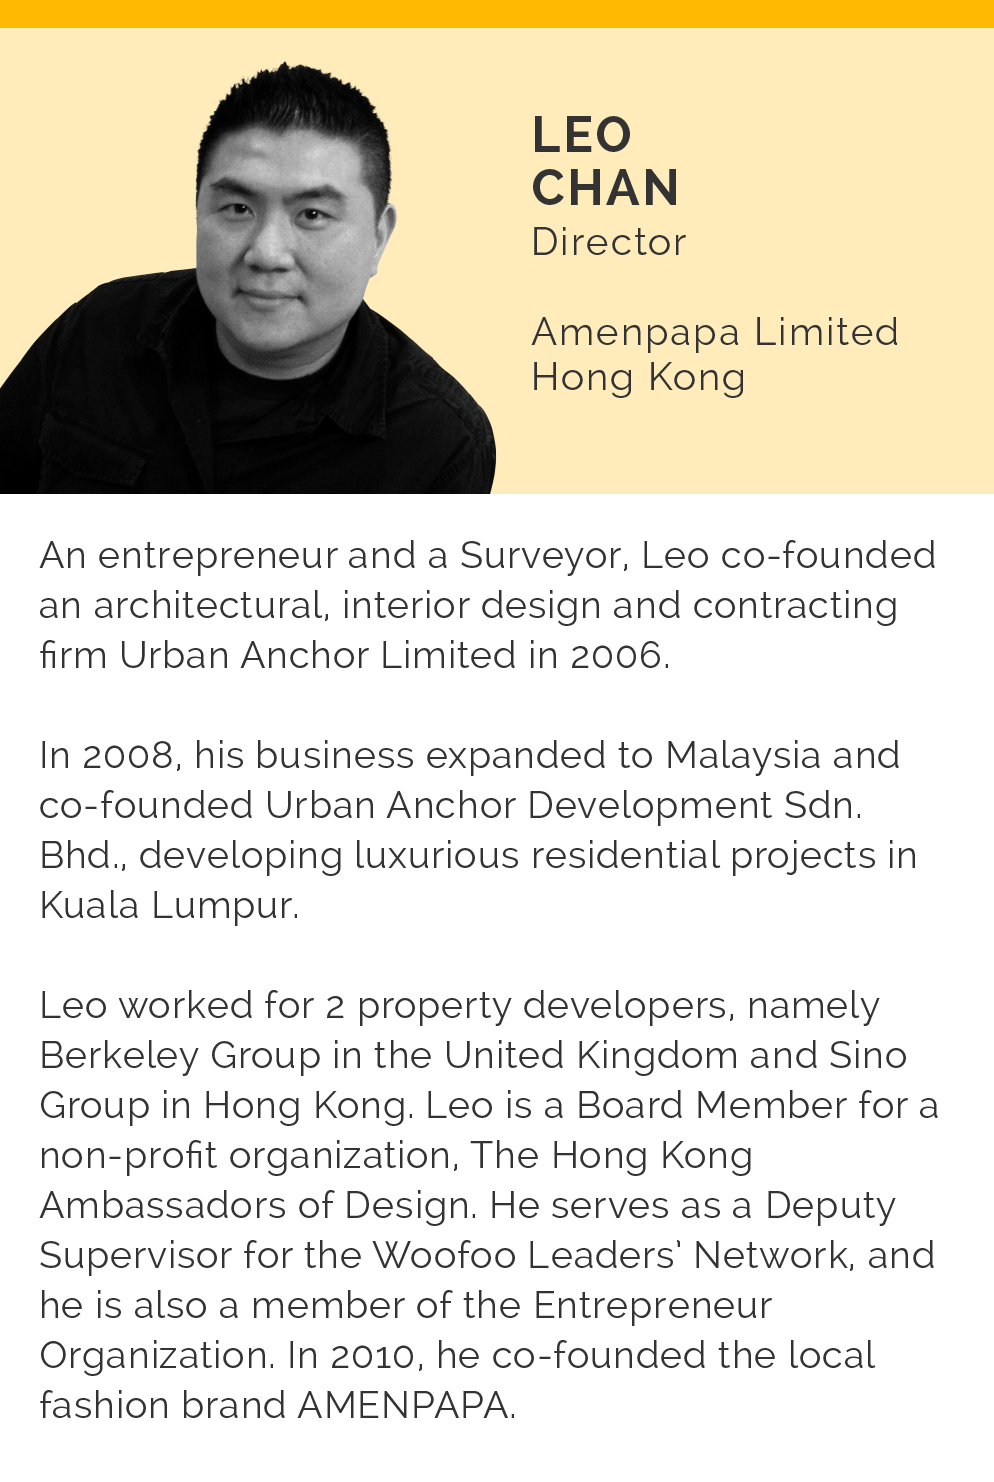 LEO
CHAN
Director
Amenpapa Limited
Hong Kong
An entrepreneur and a Surveyor, Leo co-founded
an architectural, interior design and contracting
firm Urban Anchor Limited in 2006.
In 2008, his business expanded to Malaysia and
co-founded Urban Anchor Development Sdn.
Bhd., developing luxurious residential projects in
Kuala Lumpur.
Leo worked for 2 property developers, namely
Berkeley Group in the United Kingdom and Sino
Group in Hong Kong. Leo is a Board Member for a
non-profit organization, The Hong Kong
Ambassadors of Design. He serves as a Deputy
Supervisor for the Woofoo Leaders’ Network, and
he is also a member of the Entrepreneur
Organization. In 2010, he co-founded the local
fashion brand AMENPAPA.